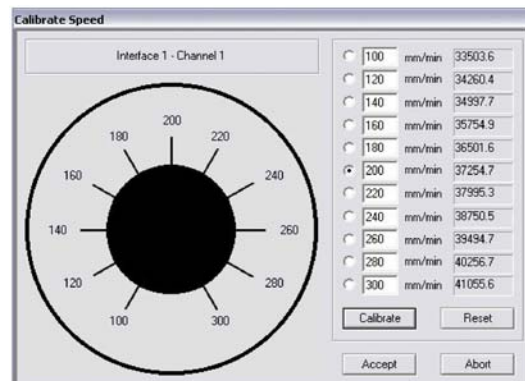 Calibrate Speed
Interface 1 - Channel 1
200
180 220
160 240
140 260
120 280
100 300
100 mm/min 33503.6
120 mm/min 34260.4
140 mm/min 34997.7
160 mm/min 35754.9
180 mm/min 36501.6
200 mm/min 37254.7
220 mm/min 37995.3
240 mm/min 38750.5
260 mm/min 39494.7
280 mm/min 40256.7
300 mm/min 41055.6
Calibrate Reset
Accept Abort